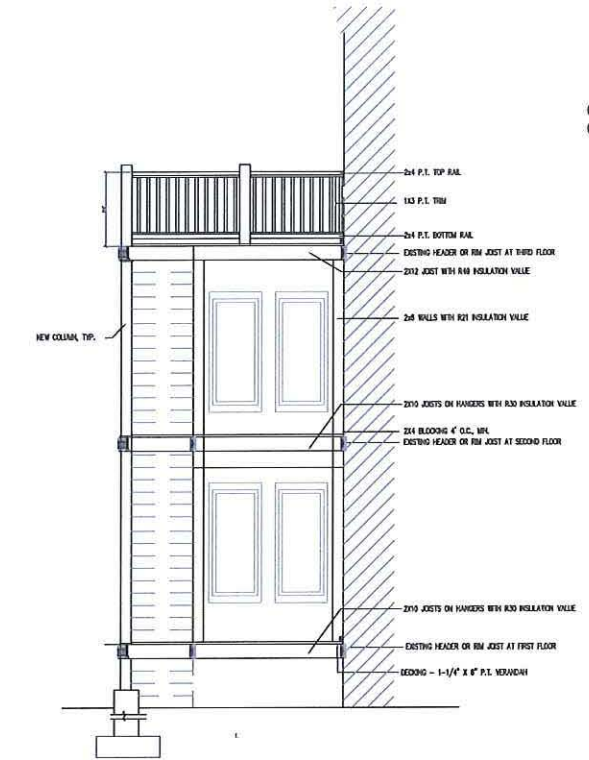 2x4 P.T. TOP RAIL
1X3 P.T. TRIM
2x4 P.T. BOTTOM RAIL
EXISTING HEADER OR RIM JOIST AT THIRD FLOOR
2X12 JOIST WITH R49 INSULATION VALUE
2x6 WALLS WITH R21 INSULATION VALUE
NEW COLUMN, TYP.
2X10 JOISTS ON HANGERS WITH R30 INSULATION VALUE
2X4 BLOCKING 4' O.C., MIN.
EXISTING HEADER OR RIM JOIST AT SECOND FLOOR
2X10 JOISTS ON HANGERS WITH R30 INSULATION VALUE
EXISTING HEADER OR RIM JOIST AT FIRST FLOOR
DECKING - 1-1/4" X 6" P.T. VERANDAH